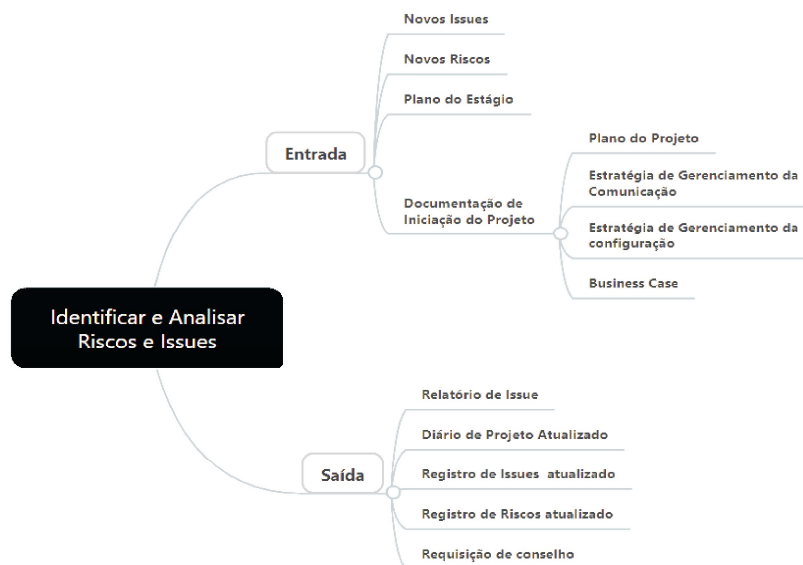 Novos Issues
Novos Riscos
Plano do Estágio
Entrada
Plano do Projeto
Estratégia de Gerenciamento da
Comunicação
Documentação de
Iniciação do Projeto
Estratégia de Gerenciamento da
configuração
Business Case
Identificar e Analisar
Riscos e Issues
Relatório de Issue
Diário de Projeto Atualizado
Saída
Registro de Issues atualizado
Registro de Riscos atualizado
Requisição de conselho